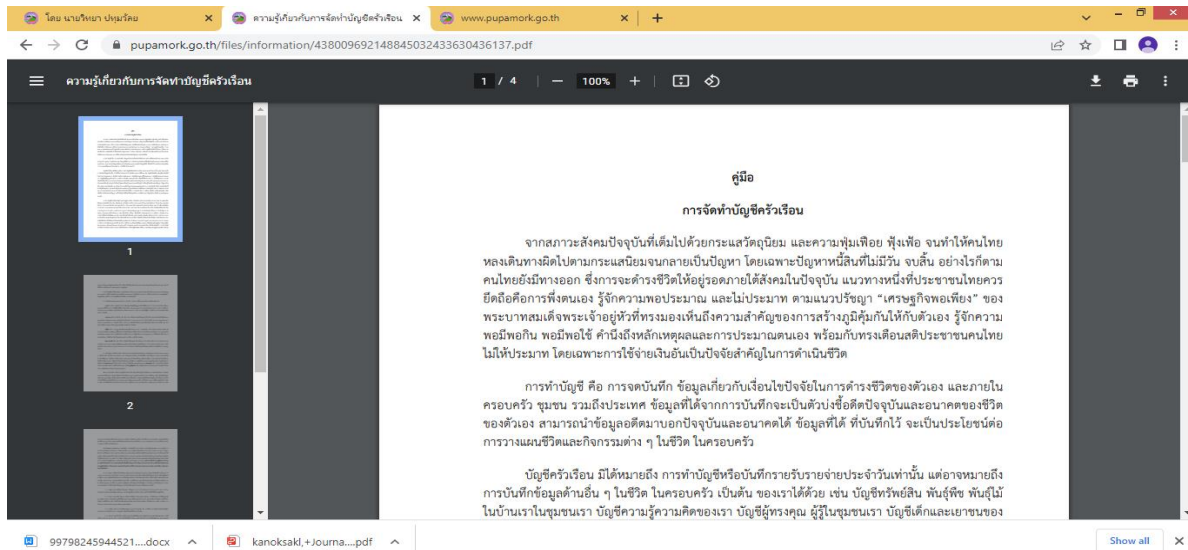 โดย นายวิทยา ปทุมวัลย
ความรู้เกี่ยวกับการจัดทำบัญชีครัวเรือน
www.pupamork.go.th
pupamork.go.th/files/information/4380096921488450324336304361​37.pdf
ความรู้เกี่ยวกับการจัดทำบัญชีครัวเรือน
1 / 4
100%
1
2
คู่มือ
การจัดทำบัญชีครัวเรือน
จากสภาวะสังคมปัจจุบันที่เต็มไปด้วยกระแสวัตถุนิยม และความฟุ่มเฟือย ฟุ้งเฟ้อ จนทำให้คนไทย
หลงเดินทางผิดไปตามกระแสนิยมจนกลายเป็นปัญหา โดยเฉพาะปัญหาหนี้สินที่ไม่มีวัน จบสิ้น อย่างไรก็ตาม
คนไทยยังมีทางออก ซึ่งการจะดำรงชีวิตให้อยู่รอดภายใต้สังคมในปัจจุบัน แนวทางหนึ่งที่ประชาชนไทยควร
ยึดถือคือการพึ่งตนเอง รู้จักความพอประมาณ และไม่ประมาท ตามแนวปรัชญา "เศรษฐกิจพอเพียง" ของ
พระบาทสมเด็จพระเจ้าอยู่หัวที่ทรงมองเห็นถึงความสำคัญของการสร้างภูมิคุ้มกันให้กับตัวเอง รู้จักความ
พอมีพอกิน พอมีพอใช้ คำนึงถึงหลักเหตุผลและการประมาณตนเอง พร้อมกับทรงเตือนสติประชาชนคนไทย
ไม่ให้ประมาท โดยเฉพาะการใช้จ่ายเงินอันเป็นปัจจัยสำคัญในการดำเนินชีวิต
การทำบัญชี คือ การจดบันทึก ข้อมูลเกี่ยวกับเงื่อนไขปัจจัยในการดำรงชีวิตของตัวเอง และภายใน
ครอบครัว ชุมชน รวมถึงประเทศ ข้อมูลที่ได้จากการบันทึกจะเป็นตัวบ่งชี้อดีตปัจจุบันและอนาคตของชีวิต
ของตัวเอง สามารถนำข้อมูลอดีตมาบอกปัจจุบันและอนาคตได้ ข้อมูลที่ได้ ที่บันทึกไว้ จะเป็นประโยชน์ต่อ
การวางแผนชีวิตและกิจกรรมต่าง ๆ ในชีวิต ในครอบครัว
บัญชีครัวเรือน มิได้หมายถึง การทำบัญชีหรือบันทึกรายรับรายจ่ายประจำวันเท่านั้น แต่อาจหมายถึง
การบันทึกข้อมูลด้านอื่น ๆ ในชีวิต ในครอบครัว เป็นต้น ของเราได้ด้วย เช่น บัญชีทรัพย์สิน พันธุ์พืช พันธุ์ไม้
ในบ้านเราในชุมชนเรา บัญชีความรู้ความคิดของเรา บัญชีผู้ทรงคุณ ผู้รู้ในชุมชนเรา บัญชีเด็กและเยาวชนของ
99798245944521....docx
kanoksakl,+Journa....pdf
Show all